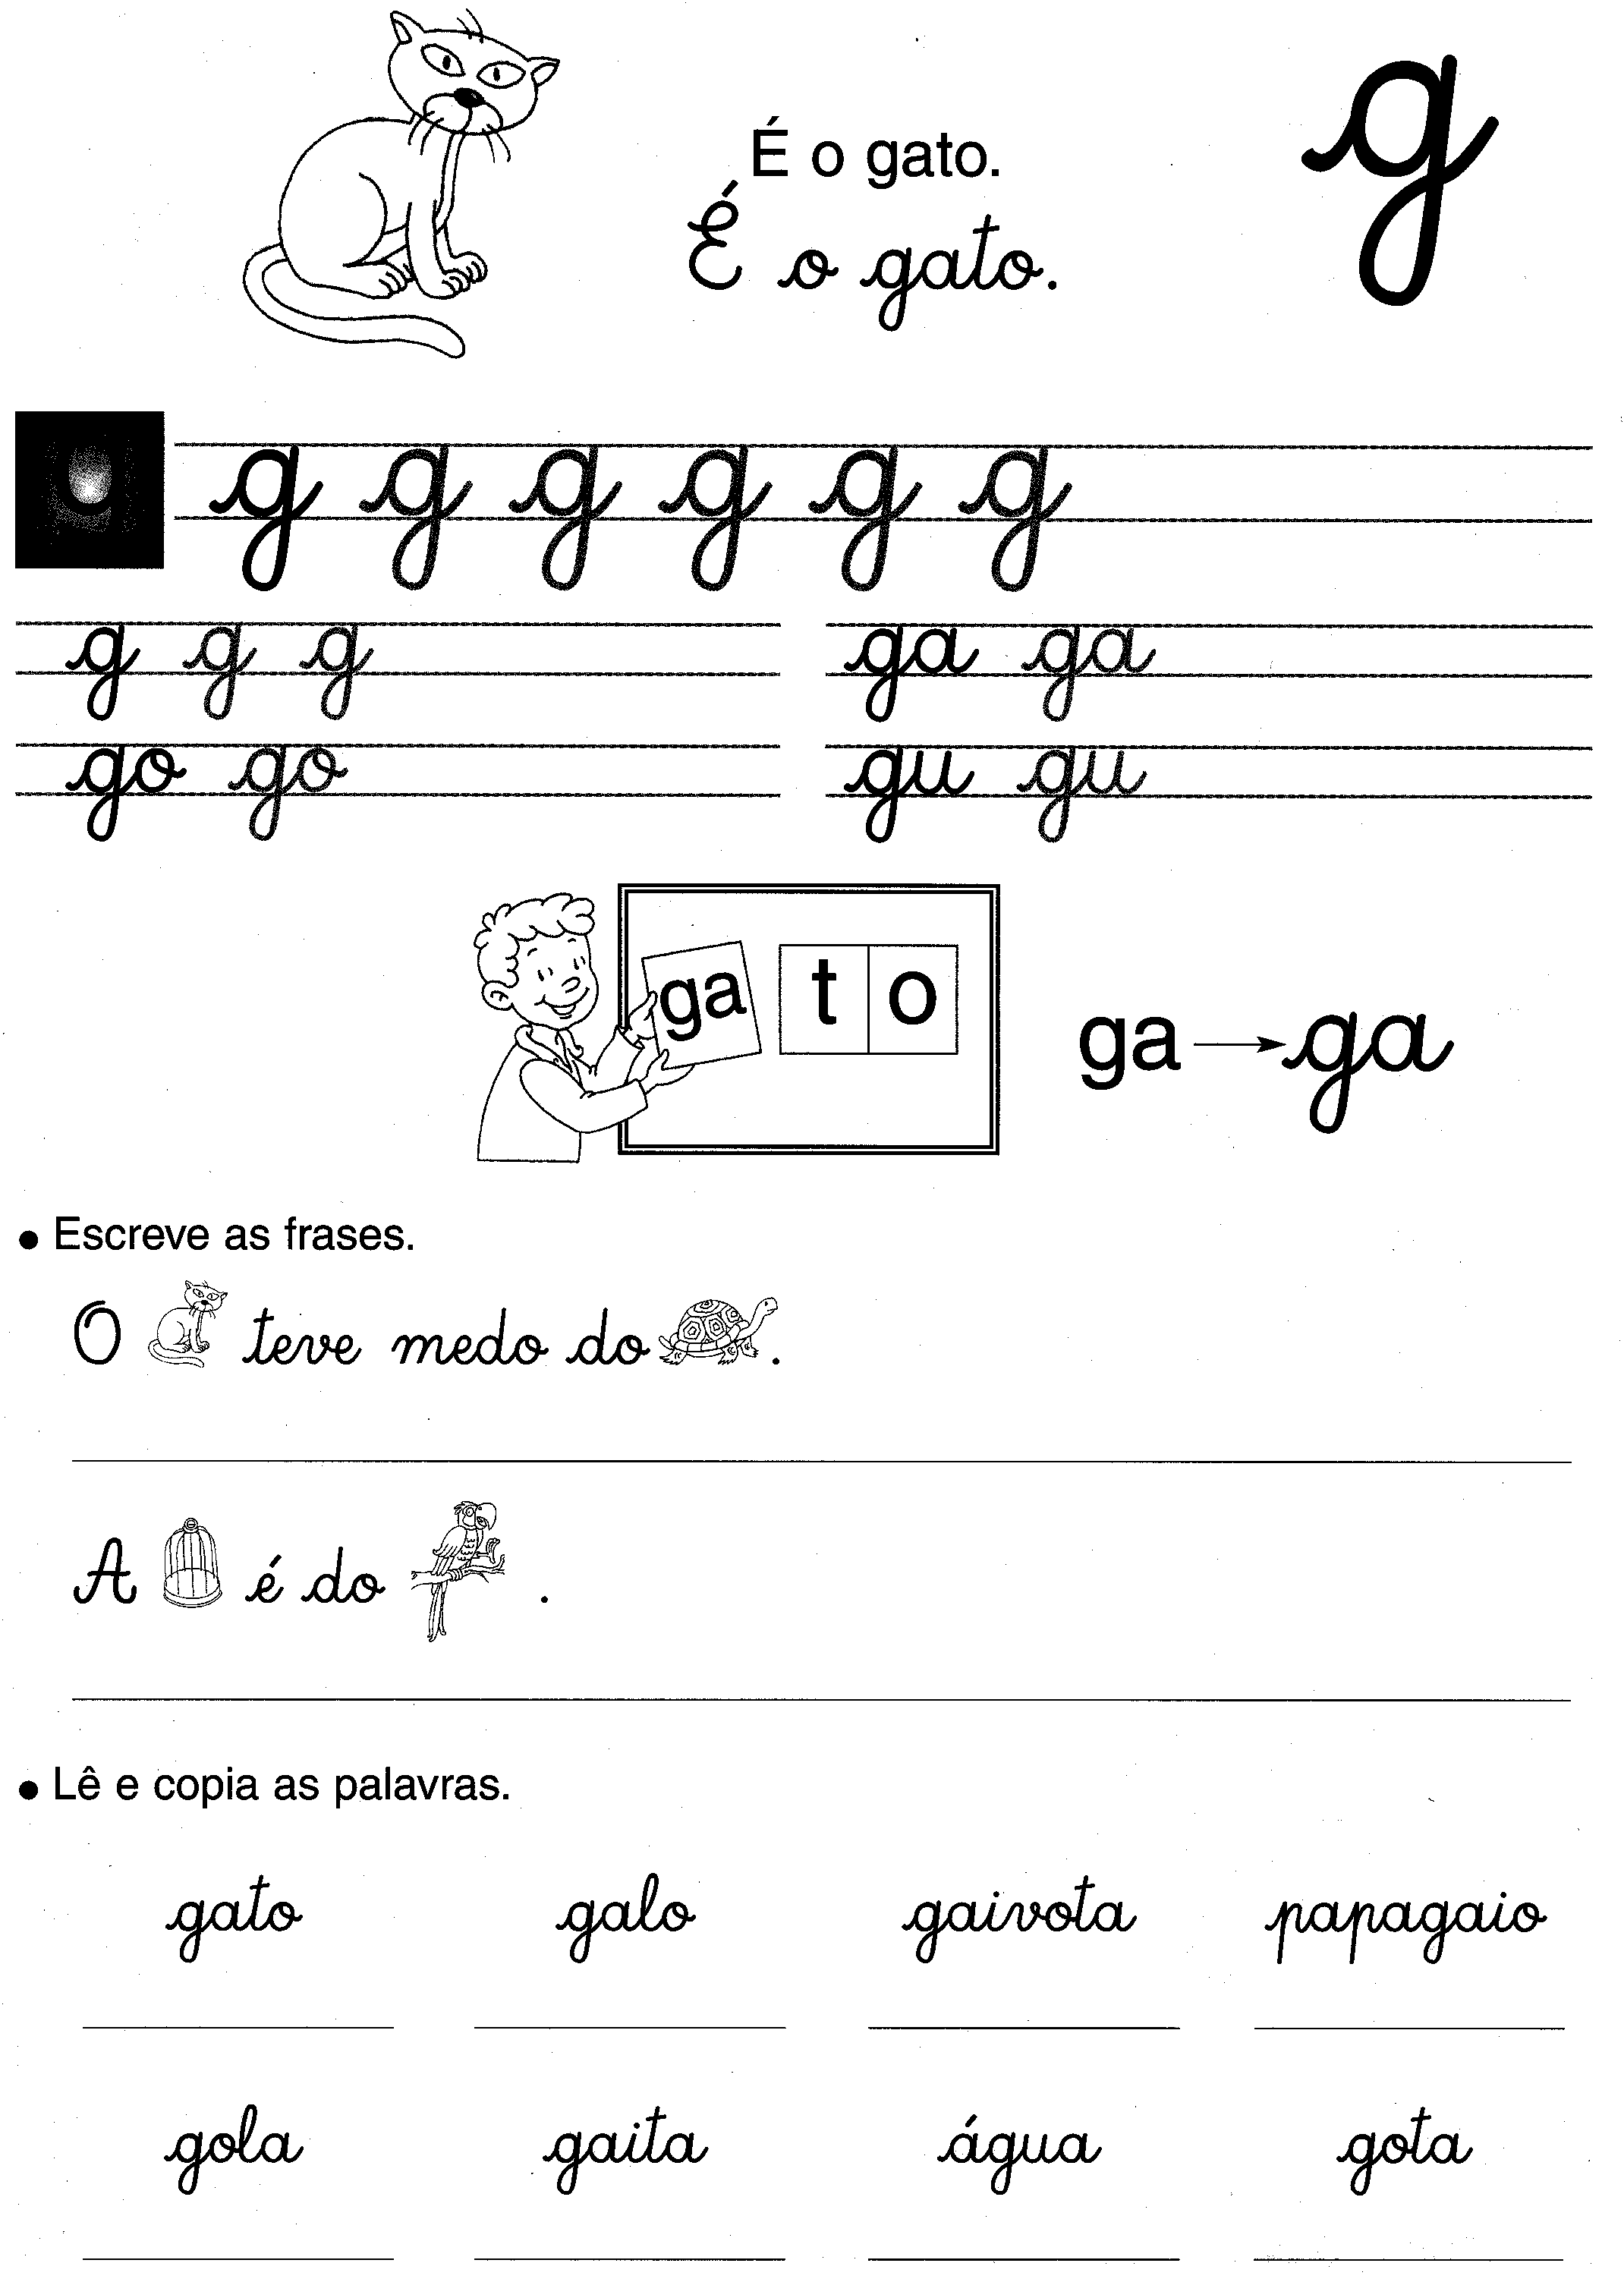 g
É o gato.
É o gato.
g g g g g g
g g g ga ga
go go gu gu
ga t o
ga ga
Escreve as frases.
O teve medo do .
A é do .
Lê e copia as palavras.
gato galo gaivota papagaio
gola gaita água gota